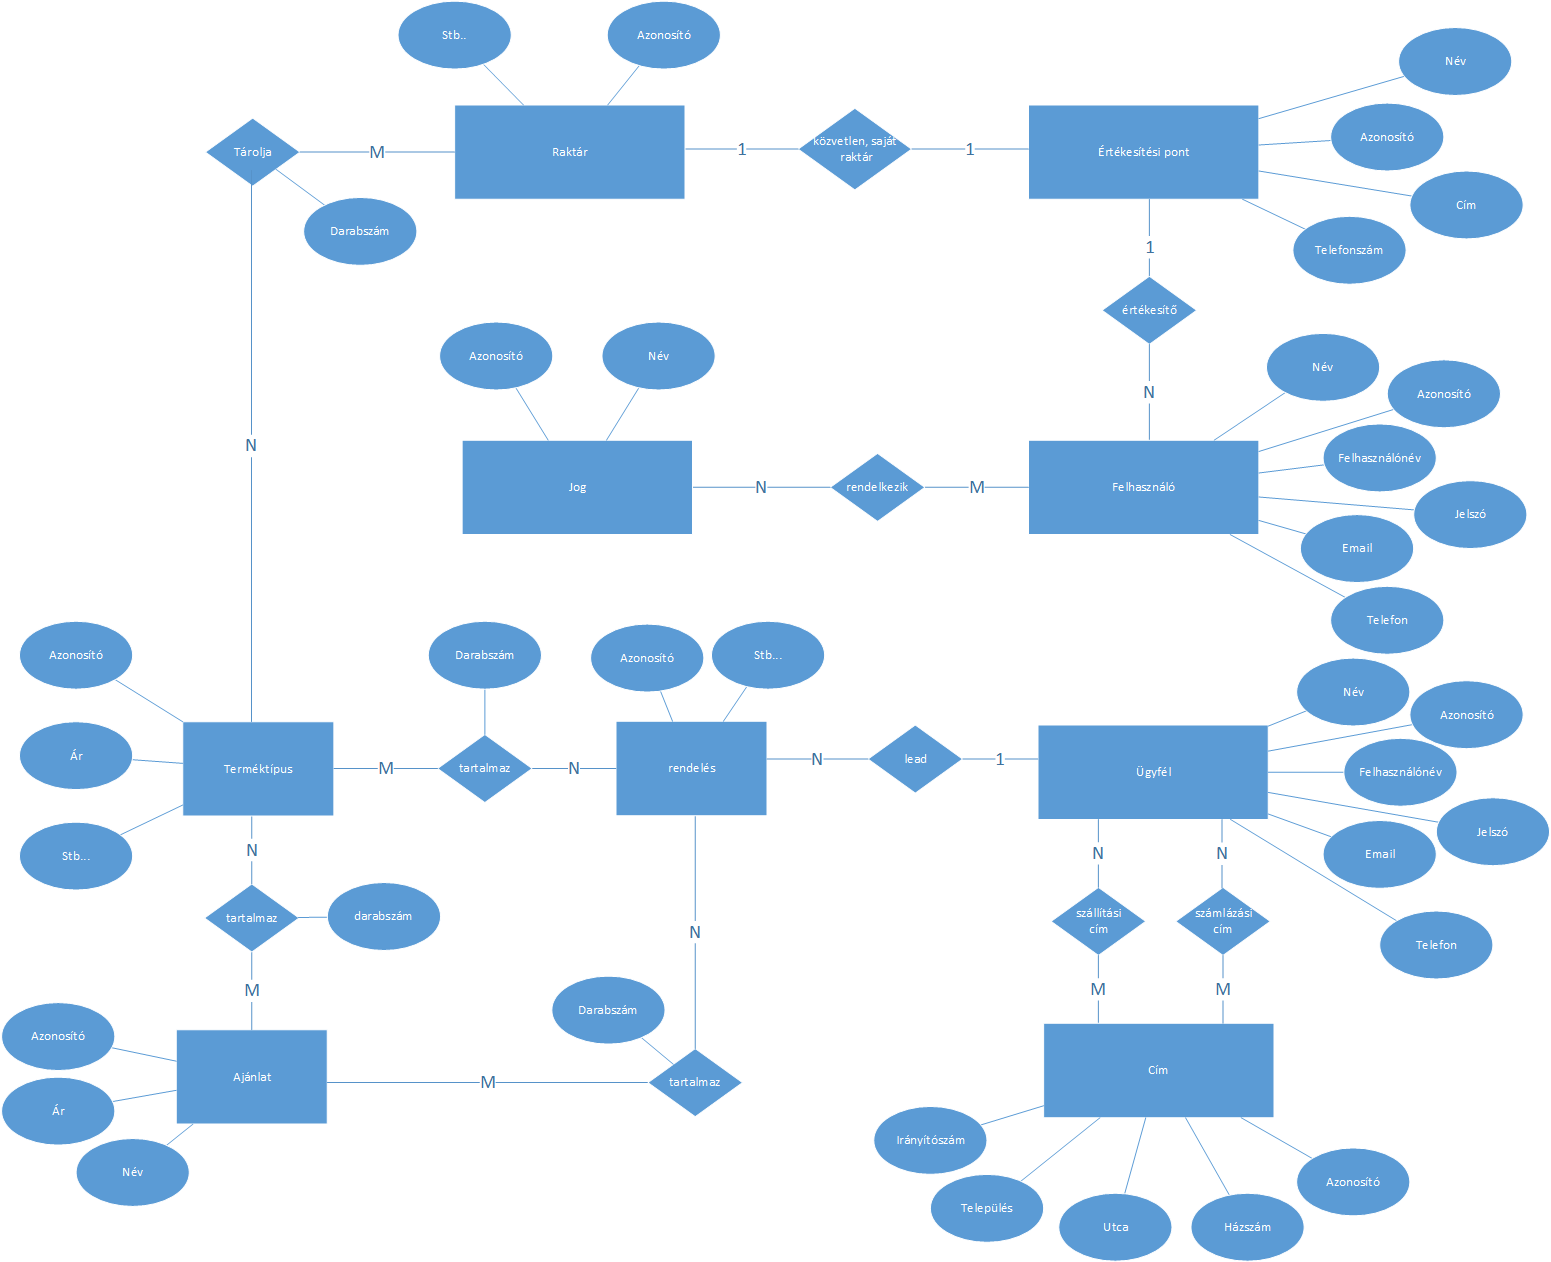 Stb..
Azonosító
Név
Azonosító
Tárolja
M
Raktár
1
közvetlen, saját
raktár
1
Értékesítési pont
Cím
Darabszám
Telefonszám
1
értékesítő
Azonosító
Név
Név
N
Azonosító
N
Felhasználónév
Jog
N
rendelkezik
M
Felhasználó
Jelszó
Email
Telefon
Azonosító
Darabszám
Azonosító
Stb...
Név
Azonosító
Ár
Terméktípus
M
tartalmaz
N
rendelés
N
lead
1
Ügyfél
Felhasználónév
Jelszó
Stb...
N
N
N
Email
tartalmaz
darabszám
szállítási
cím
számlázási
cím
N
Telefon
M
M
M
Azonosító
Darabszám
Ajánlat
M
tartalmaz
Cím
Ár
Név
Irányítószám
Azonosító
Település
Utca
Házszám